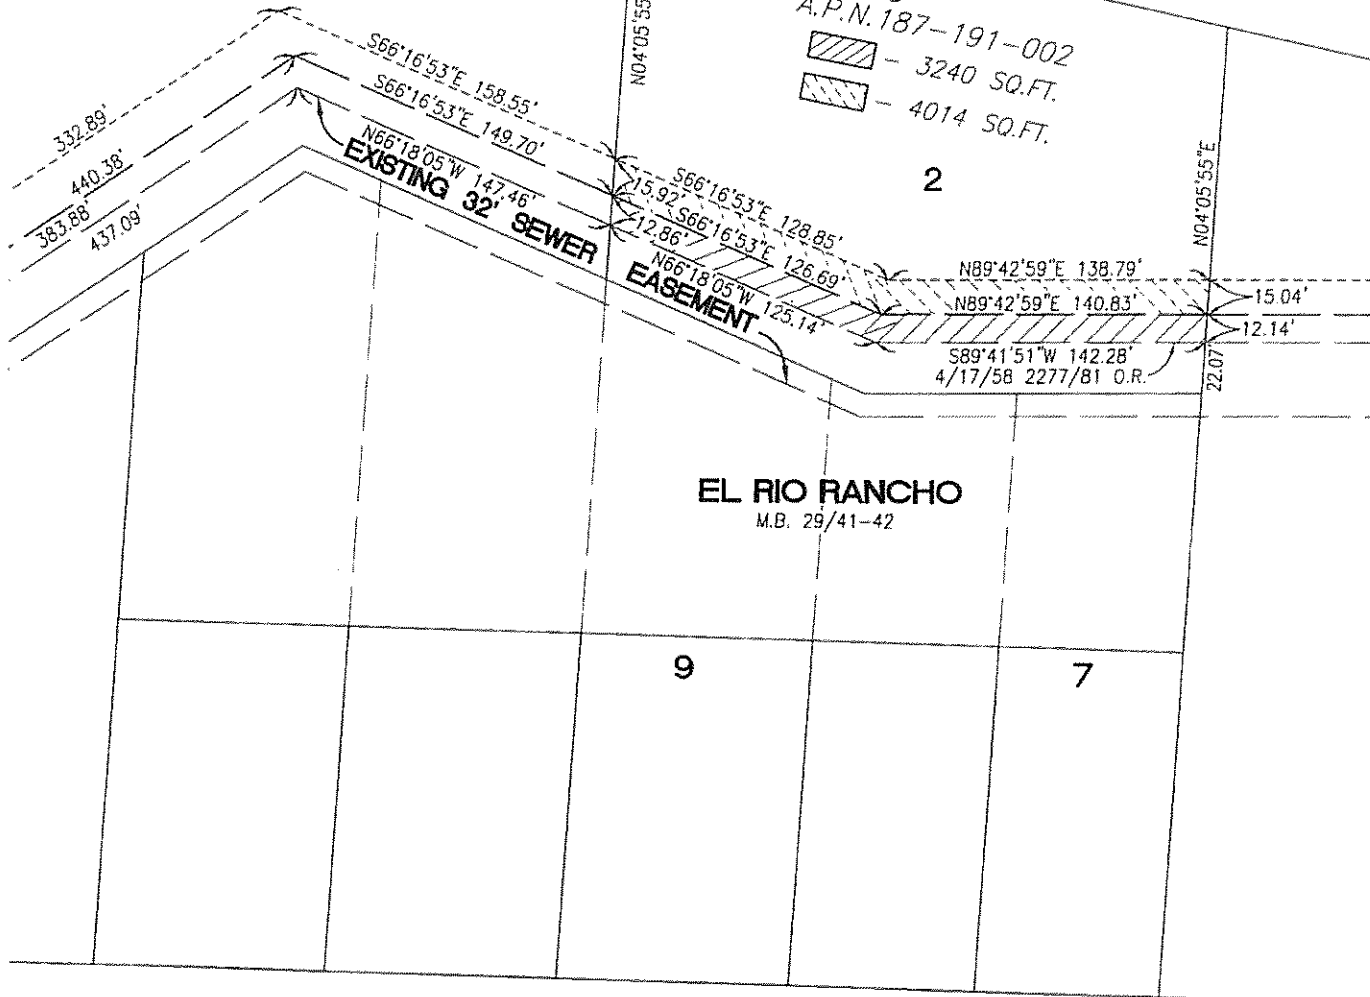 A.P.N. 187-191-002
- 3240 SQ.FT.
- 4014 SQ.FT.
2
N04°05'55"
N04°05'55"E
S66°16'53"E 158.55'
S66°16'53"E 149.70'
N66°18'05"W 147.46'
332.89'
440.38'
383.88'
437.09'
EXISTING 32' SEWER EASEMENT
15.92'
12.86'
S66°16'53"E 128.85'
S66°16'53"E 126.69'
N66°18'05"W 125.14'
N89°42'59"E 138.79'
N89°42'59"E 140.83'
S89°41'51"W 142.28'
4/17/58 2277/81 O.R.
15.04'
12.14'
22.07'
EL RIO RANCHO
M.B. 29/41-42
9
7